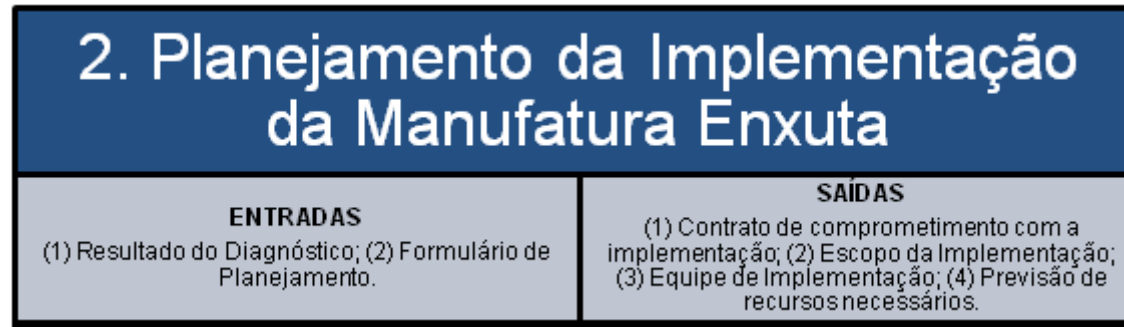 2. Planejamento da Implementação
da Manufatura Enxuta
ENTRADAS
(1) Resultado do Diagnóstico; (2) Formulário de
Planejamento.
SAÍDAS
(1) Contrato de comprometimento com a
implementação; (2) Escopo da Implementação;
(3) Equipe de Implementação; (4) Previsão de
recursos necessários.